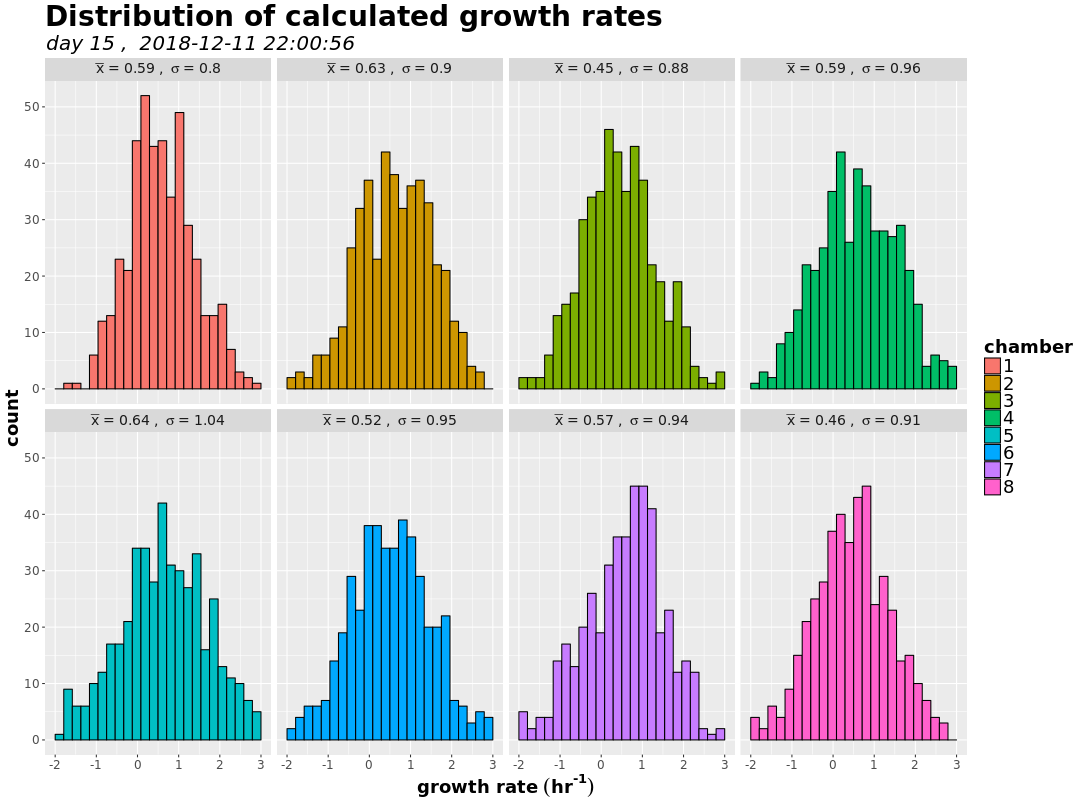 Distribution of calculated growth rates
day 15 ,  2018-12-11 22:00:56
x̅ = 0.59 ,  σ = 0.8
x̅ = 0.63 ,  σ = 0.9
x̅ = 0.45 ,  σ = 0.88
x̅ = 0.59 ,  σ = 0.96
50
40
30
20
10
0
x̅ = 0.64 ,  σ = 1.04
x̅ = 0.52 ,  σ = 0.95
x̅ = 0.57 ,  σ = 0.94
x̅ = 0.46 ,  σ = 0.91
50
40
30
20
10
0
-2 -1 0 1 2 3
-2 -1 0 1 2 3
-2 -1 0 1 2 3
-2 -1 0 1 2 3
count
growth rate (hr⁻¹)
chamber
1
2
3
4
5
6
7
8